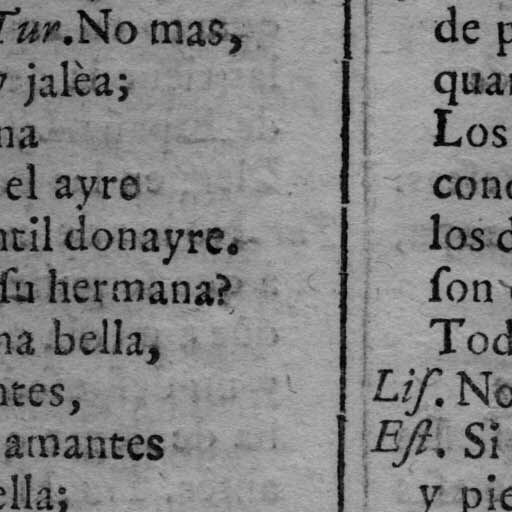 Tur. No mas,
y jalèa;
na
el ayre
ntil donayre.
ſu hermana?
na bella,
ntes,
amantes
ella;
de p
quan
Los
conc
los d
ſon
Tod
Liſ. No
Eſt. Si
y pie